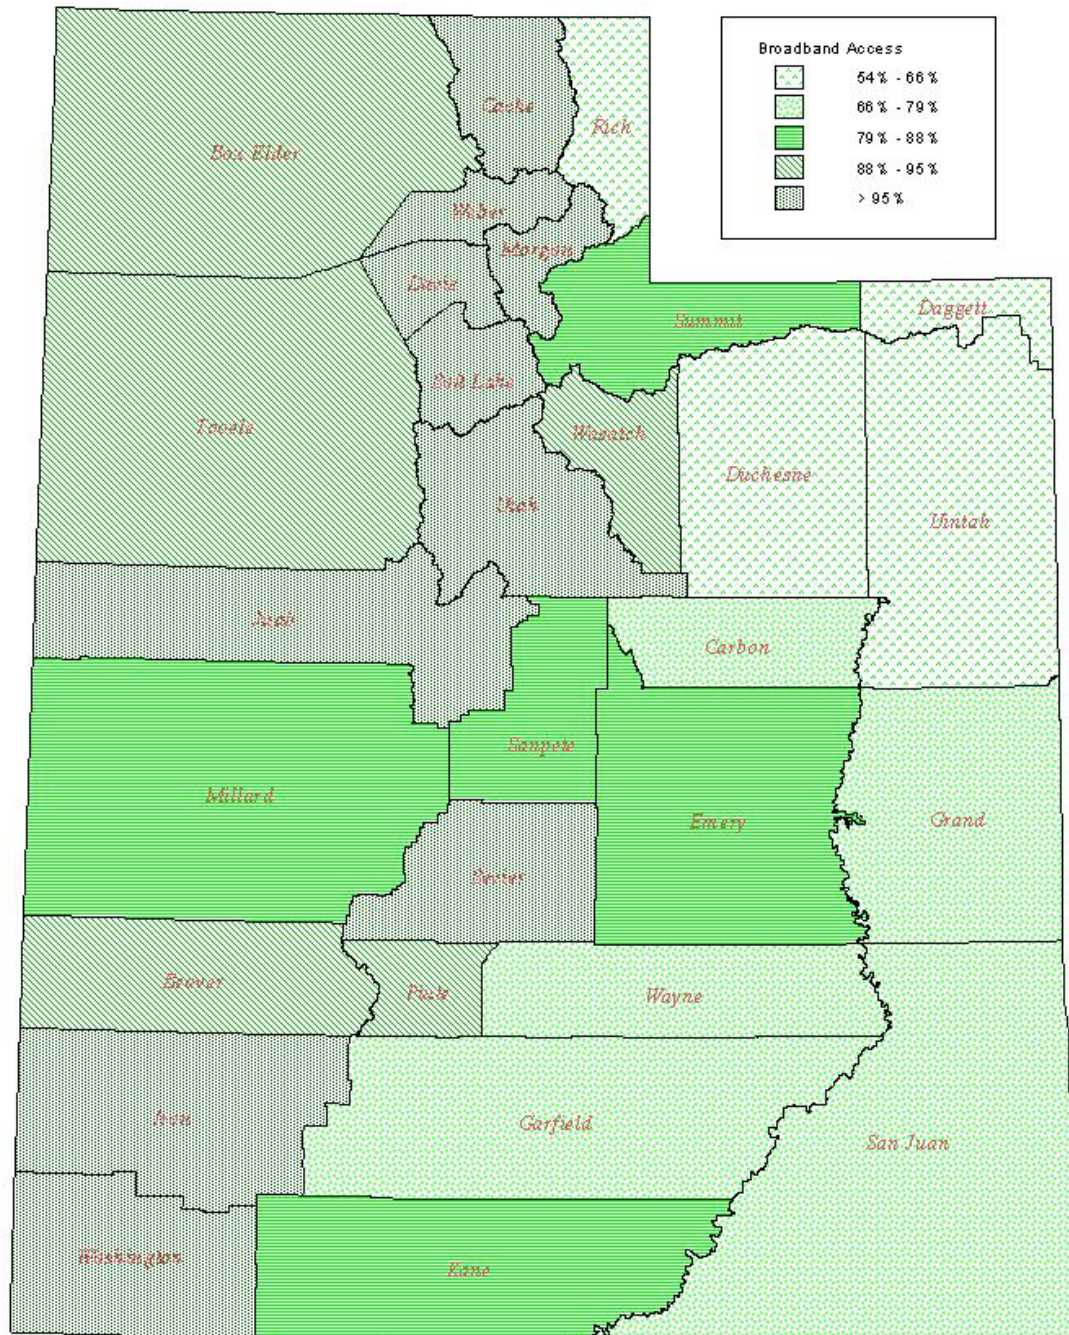 Broadband Access
54% - 66%
66% - 79%
79% - 88%
88% - 95%
> 95%
Cache
Rich
Box Elder
Weber
Morgan
Davis
Summit
Daggett
Salt Lake
Tooele
Wasatch
Duchesne
Utah
Uintah
Juab
Carbon
Sanpete
Millard
Emery
Grand
Sevier
Beaver
Piute
Wayne
Iron
Garfield
San Juan
Washington
Kane